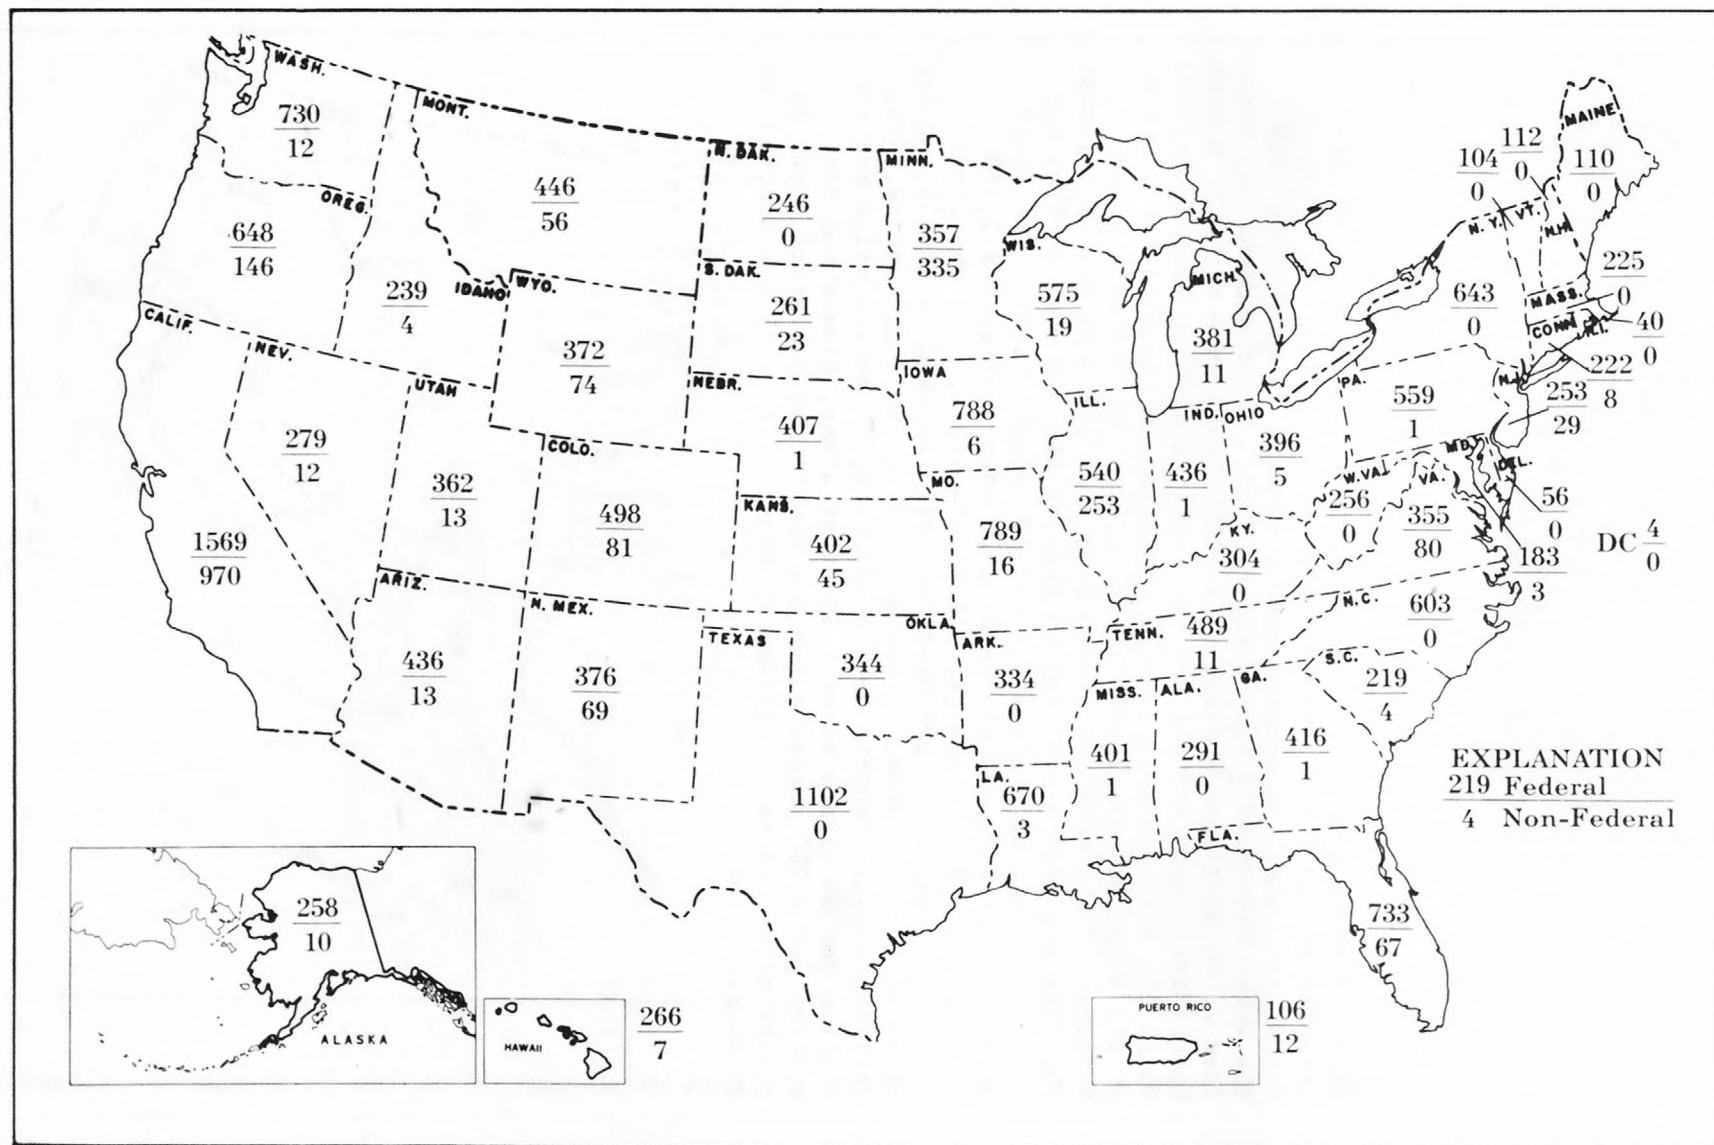 WASH.
730
12
MONT.
446
56
N. DAK.
246
0
MINN.
357
335
OREG.
648
146
IDAHO
239
4
WYO.
372
74
S. DAK.
261
23
WIS.
575
19
MICH.
381
11
MAINE
110
0
112
0
104
0
N. Y.
VT.
N.H.
643
0
MASS.
225
0
CONN.
R.I.
40
0
222
8
CALIF.
1569
970
NEV.
279
12
UTAH
362
13
COLO.
498
81
NEBR.
407
1
IOWA
788
6
ILL.
540
253
IND.
436
1
OHIO
396
5
PA.
559
1
N.J.
253
29
MD.
DEL.
56
0
W.VA.
256
0
VA.
355
80
183
3
DC 4
0
KANS.
402
45
MO.
789
16
KY.
304
0
ARIZ.
436
13
N. MEX.
376
69
TEXAS
1102
0
OKLA.
344
0
ARK.
334
0
TENN.
489
11
N.C.
603
0
S.C.
219
4
MISS.
401
1
ALA.
291
0
GA.
416
1
LA.
670
3
FLA.
733
67
EXPLANATION
219 Federal
4 Non-Federal
258
10
ALASKA
HAWAII
266
7
PUERTO RICO
106
12